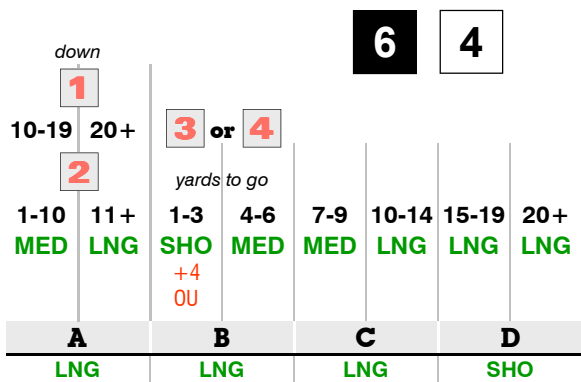 6 4
down
1
10-19 20+ 3 or 4
2 yards to go
1-10 11+ 1-3 4-6 7-9 10-14 15-19 20+
MED LNG SHO MED MED LNG LNG LNG
+4
OU
A B C D
LNG LNG LNG SHO